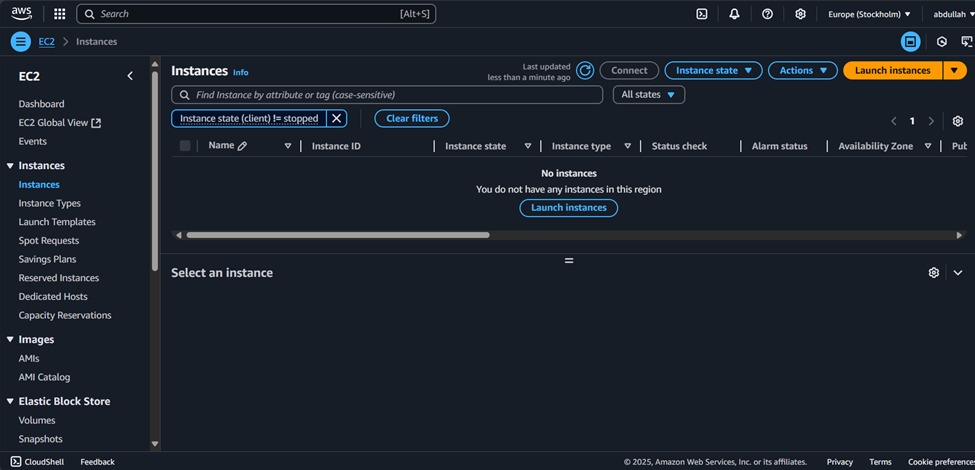 aws
Search [Alt+S] Europe (Stockholm) abdullah
EC2 > Instances
EC2
Dashboard
EC2 Global View
Events
Instances
Instances
Instance Types
Launch Templates
Spot Requests
Savings Plans
Reserved Instances
Dedicated Hosts
Capacity Reservations
Images
AMIs
AMI Catalog
Elastic Block Store
Volumes
Snapshots
Instances Info
Last updated
less than a minute ago
Connect Instance state Actions Launch instances
Find Instance by attribute or tag (case-sensitive) All states
Instance state (client) != stopped Clear filters
1
Name Instance ID Instance state Instance type Status check Alarm status Availability Zone Pub
No instances
You do not have any instances in this region
Launch instances
Select an instance
CloudShell Feedback © 2025, Amazon Web Services, Inc. or its affiliates. Privacy Terms Cookie preferences